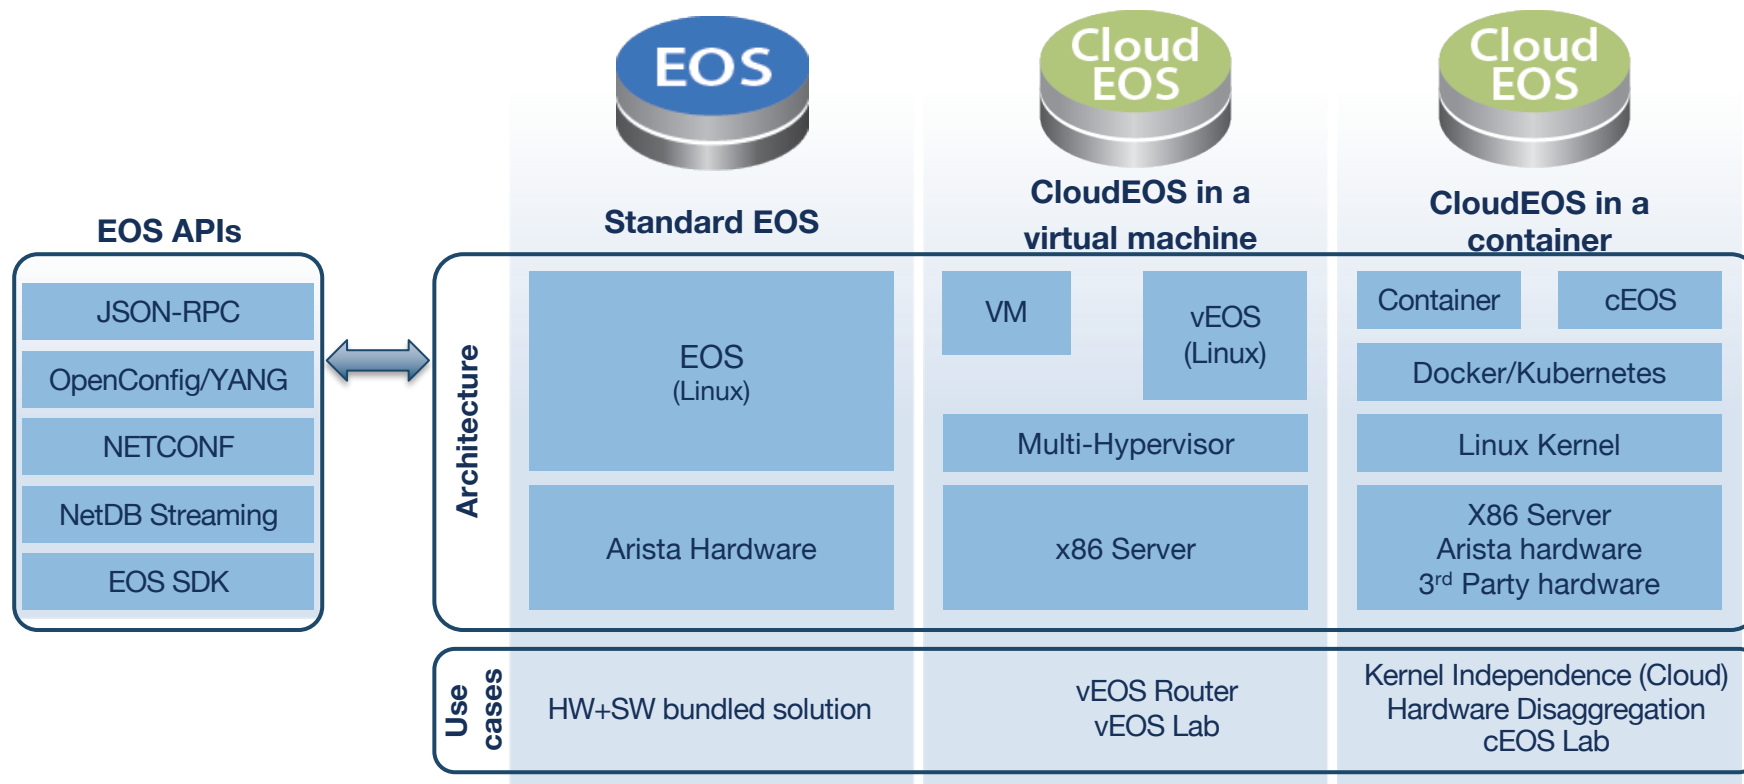 EOS
Cloud
EOS
Cloud
EOS
EOS APIs
Standard EOS
CloudEOS in a
virtual machine
CloudEOS in a
container
JSON-RPC
OpenConfig/YANG
NETCONF
NetDB Streaming
EOS SDK
Architecture
EOS
(Linux)
Arista Hardware
VM
vEOS
(Linux)
Multi-Hypervisor
x86 Server
Container
cEOS
Docker/Kubernetes
Linux Kernel
X86 Server
Arista hardware
3rd Party hardware
Use
cases
HW+SW bundled solution
vEOS Router
vEOS Lab
Kernel Independence (Cloud)
Hardware Disaggregation
cEOS Lab